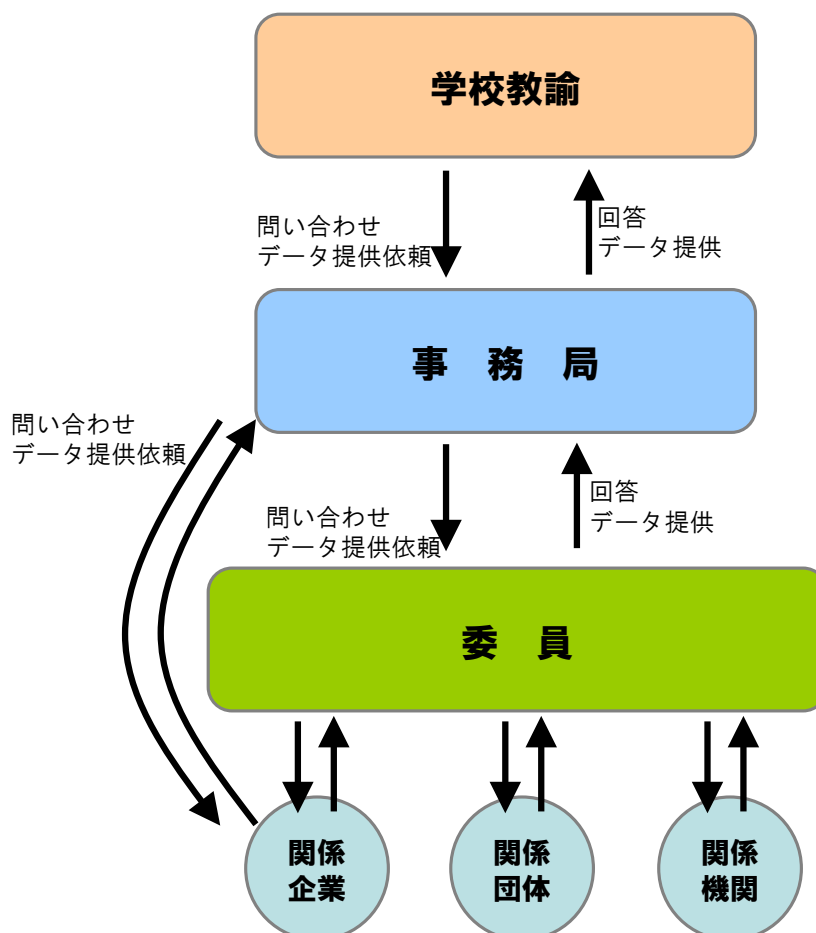 学校教諭
問い合わせ
データ提供依頼
回答
データ提供
事　務　局
問い合わせ
データ提供依頼
問い合わせ
データ提供依頼
回答
データ提供
委　員
関係
企業
関係
団体
関係
機関